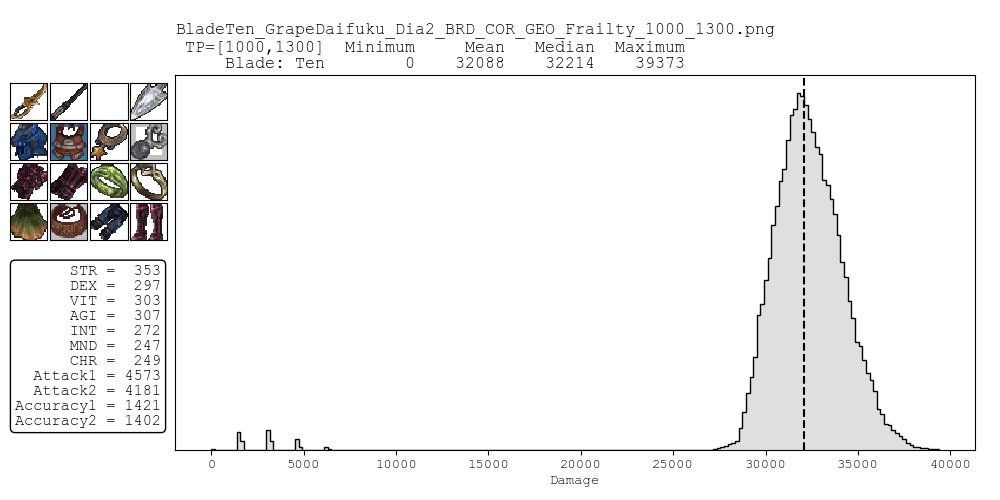 BladeTen_GrapeDaifuku_Dia2_BRD_COR_GEO_Frailty_1000_1300.png
TP=[1000,1300] Minimum Mean Median Maximum
Blade: Ten 0 32088 32214 39373
STR = 353
DEX = 297
VIT = 303
AGI = 307
INT = 272
MND = 247
CHR = 249
Attack1 = 4573
Attack2 = 4181
Accuracy1 = 1421
Accuracy2 = 1402
0 5000 10000 15000 20000 25000 30000 35000 40000
Damage